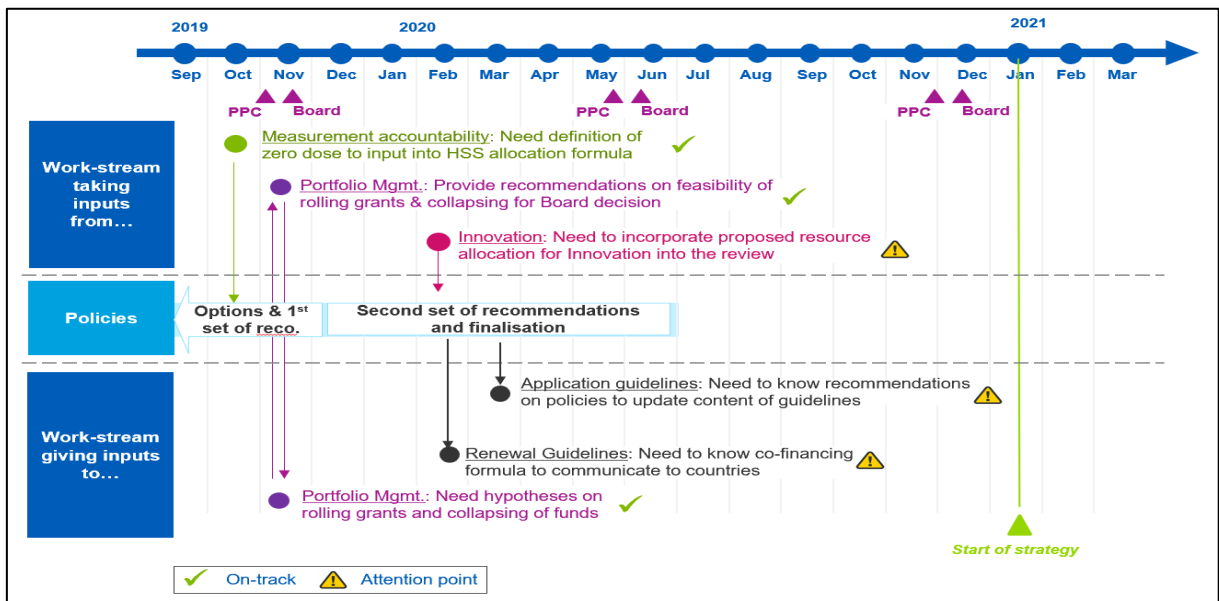 2019 2020 2021
Sep Oct Nov Dec Jan Feb Mar Apr May Jun Jul Aug Sep Oct Nov Dec Jan Feb Mar
PPC Board PPC Board PPC Board
Work-stream
taking
inputs
from…
Measurement accountability: Need definition of
zero dose to input into HSS allocation formula
Portfolio Mgmt.: Provide recommendations on feasibility of
rolling grants & collapsing for Board decision
Innovation: Need to incorporate proposed resource
allocation for Innovation into the review
Policies
Options & 1st
set of reco.
Second set of recommendations
and finalisation
Work-stream
giving inputs
to…
Application guidelines: Need to know recommendations
on policies to update content of guidelines
Renewal Guidelines: Need to know co-financing
formula to communicate to countries
Portfolio Mgmt.: Need hypotheses on
rolling grants and collapsing of funds
Start of strategy
On-track Attention point